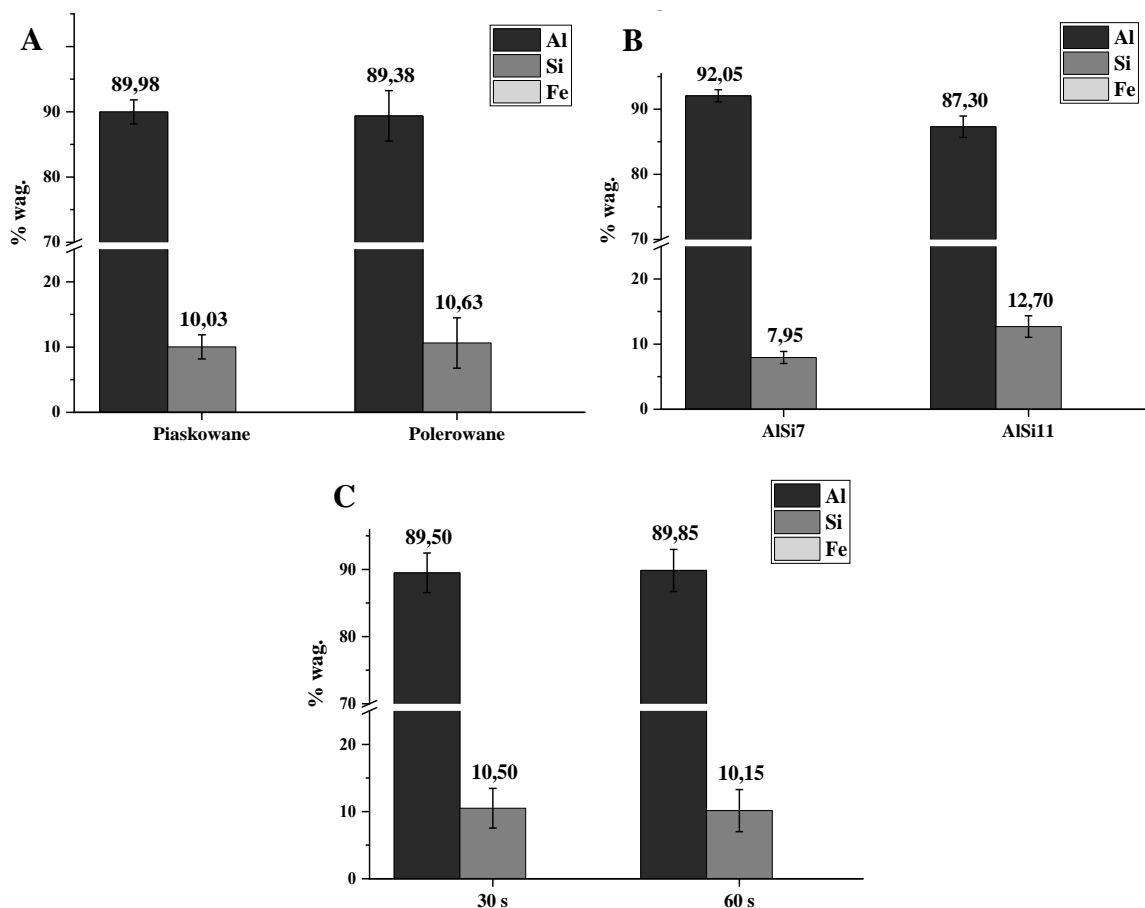 A
Al
Si
Fe
89,98
89,38
10,03
10,63
% wag.
90
70
20
10
0
Piaskowane
Polerowane
B
Al
Si
Fe
92,05
87,30
7,95
12,70
% wag.
90
80
70
20
10
0
AlSi7
AlSi11
C
Al
Si
Fe
89,50
89,85
10,50
10,15
% wag.
90
80
70
20
10
0
30 s
60 s